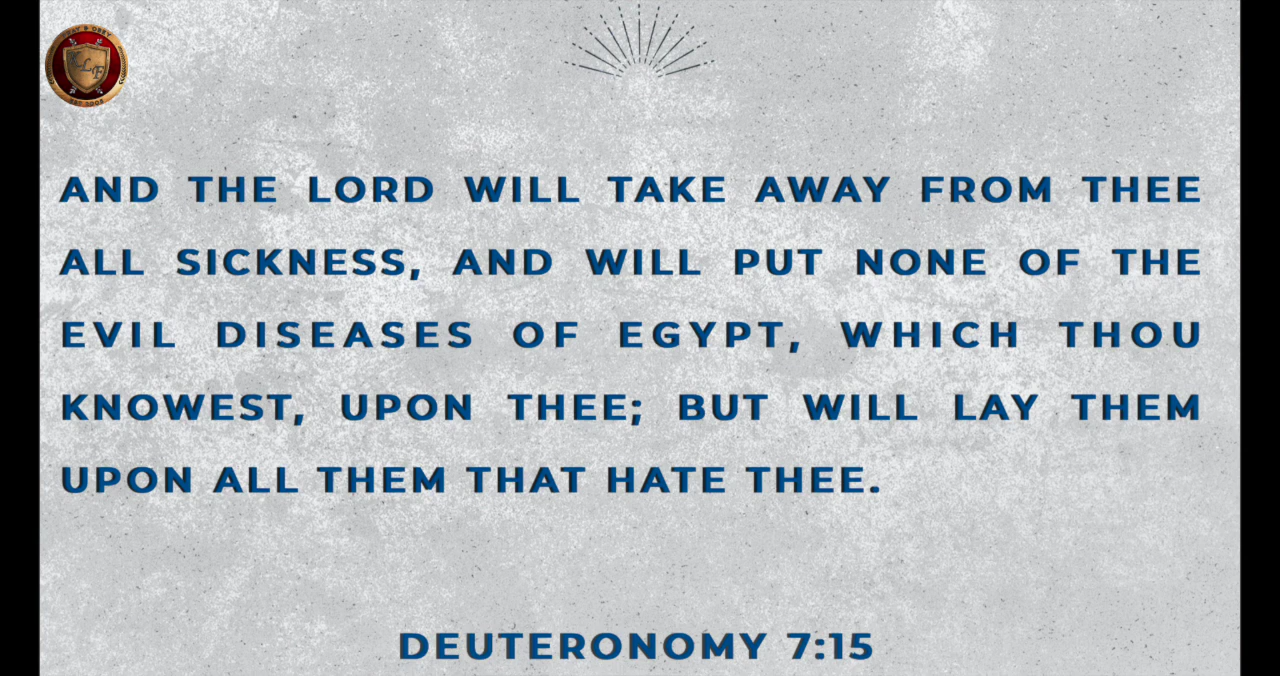 AND THE LORD WILL TAKE AWAY FROM THEE
ALL SICKNESS, AND WILL PUT NONE OF THE
EVIL DISEASES OF EGYPT, WHICH THOU
KNOWEST, UPON THEE; BUT WILL LAY THEM
UPON ALL THEM THAT HATE THEE.
DEUTERONOMY 7:15